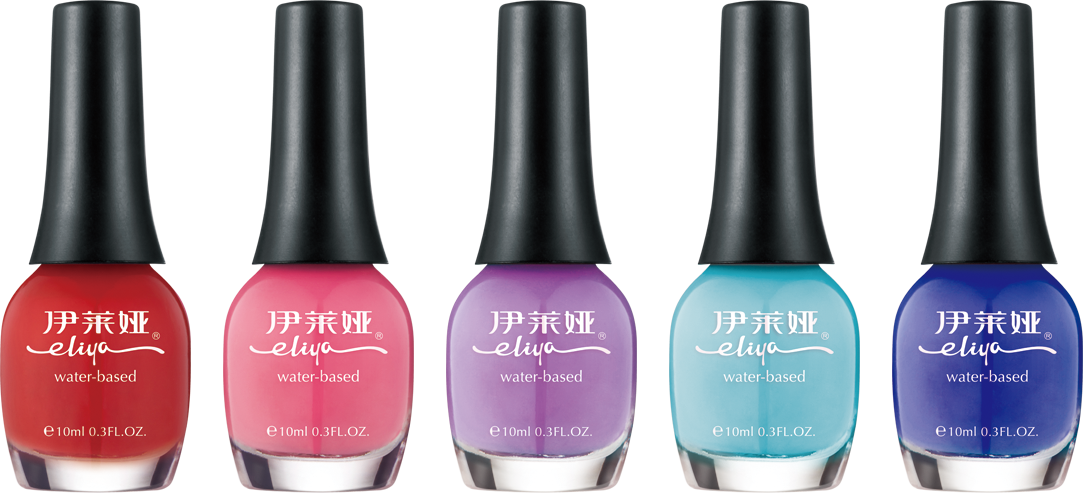 伊莱娅
eliya®
water-based
℮10ml 0.3FL.OZ.
伊莱娅
eliya®
water-based
℮10ml 0.3FL.OZ.
伊莱娅
eliya®
water-based
℮10ml 0.3FL.OZ.
伊莱娅
eliya®
water-based
℮10ml 0.3FL.OZ.
伊莱娅
eliya®
water-based
℮10ml 0.3FL.OZ.